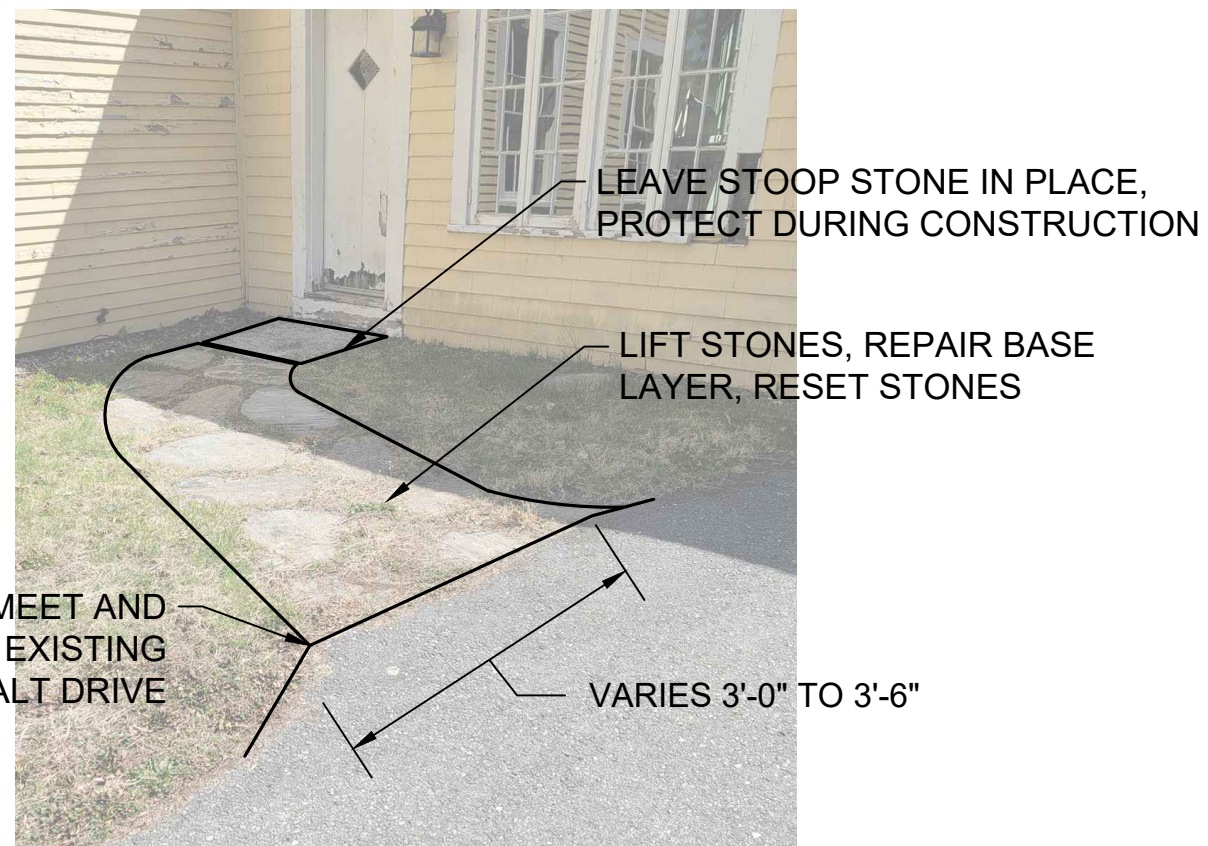 LEAVE STOOP STONE IN PLACE,
PROTECT DURING CONSTRUCTION
LIFT STONES, REPAIR BASE
LAYER, RESET STONES
MEET AND
EXISTING
ALT DRIVE
VARIES 3'-0" TO 3'-6"